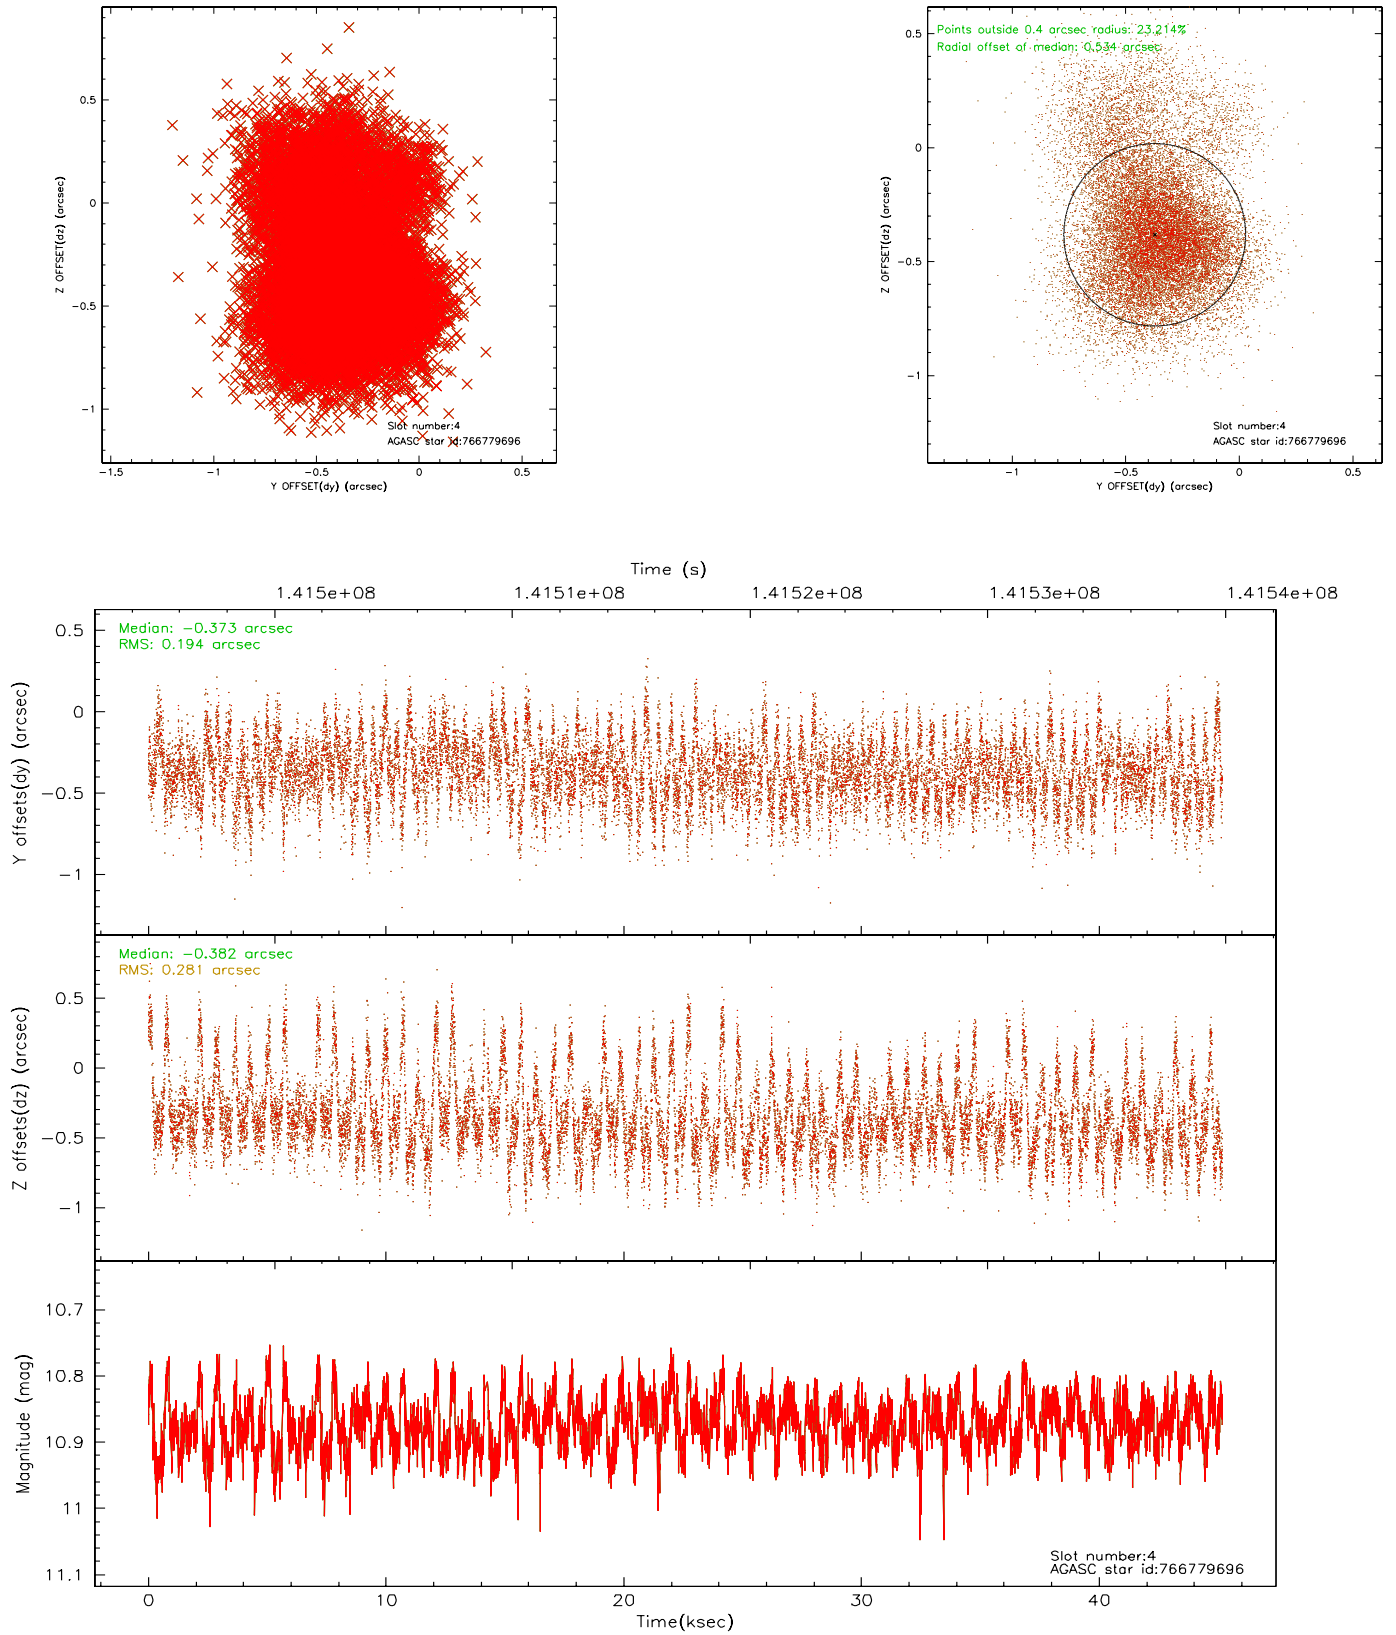 0.5
0
−0.5
−1
Z OFFSET(dz) (arcsec)
Slot number:4
AGASC star id:766779696
−1.5
−1
−0.5
0
0.5
Y OFFSET(dy) (arcsec)
Points outside 0.4 arcsec radius: 23.214%
Radial offset of median: 0.534 arcsec
0.5
0
−0.5
−1
Z OFFSET(dz) (arcsec)
Slot number:4
AGASC star id:766779696
−1
−0.5
0
0.5
Y OFFSET(dy) (arcsec)
Time (s)
1.415e+08
1.4151e+08
1.4152e+08
1.4153e+08
1.4154e+08
Median: −0.373 arcsec
RMS: 0.194 arcsec
0.5
0
−0.5
−1
Y offsets(dy) (arcsec)
Median: −0.382 arcsec
RMS: 0.281 arcsec
0.5
0
−0.5
−1
Z offsets(dz) (arcsec)
10.7
10.8
10.9
11
11.1
Magnitude (mag)
Slot number:4
AGASC star id:766779696
0
10
20
30
40
Time(ksec)